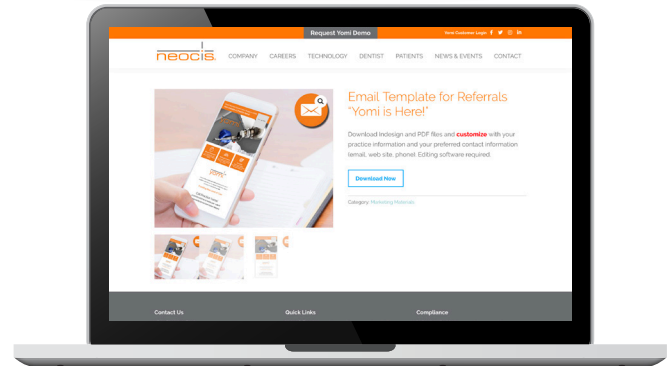 Request Yomi Demo
Yomi Customer Login
neocis
COMPANY CAREERS TECHNOLOGY DENTIST PATIENTS NEWS & EVENTS CONTACT
Email Template for Referrals
"Yomi is Here!"
Download Indesign and PDF files and customize with your
practice information and your preferred contact information
(email, web site, phone). Editing software required.
Download Now
Category: Marketing Materials
Contact Us
Quick Links
Compliance